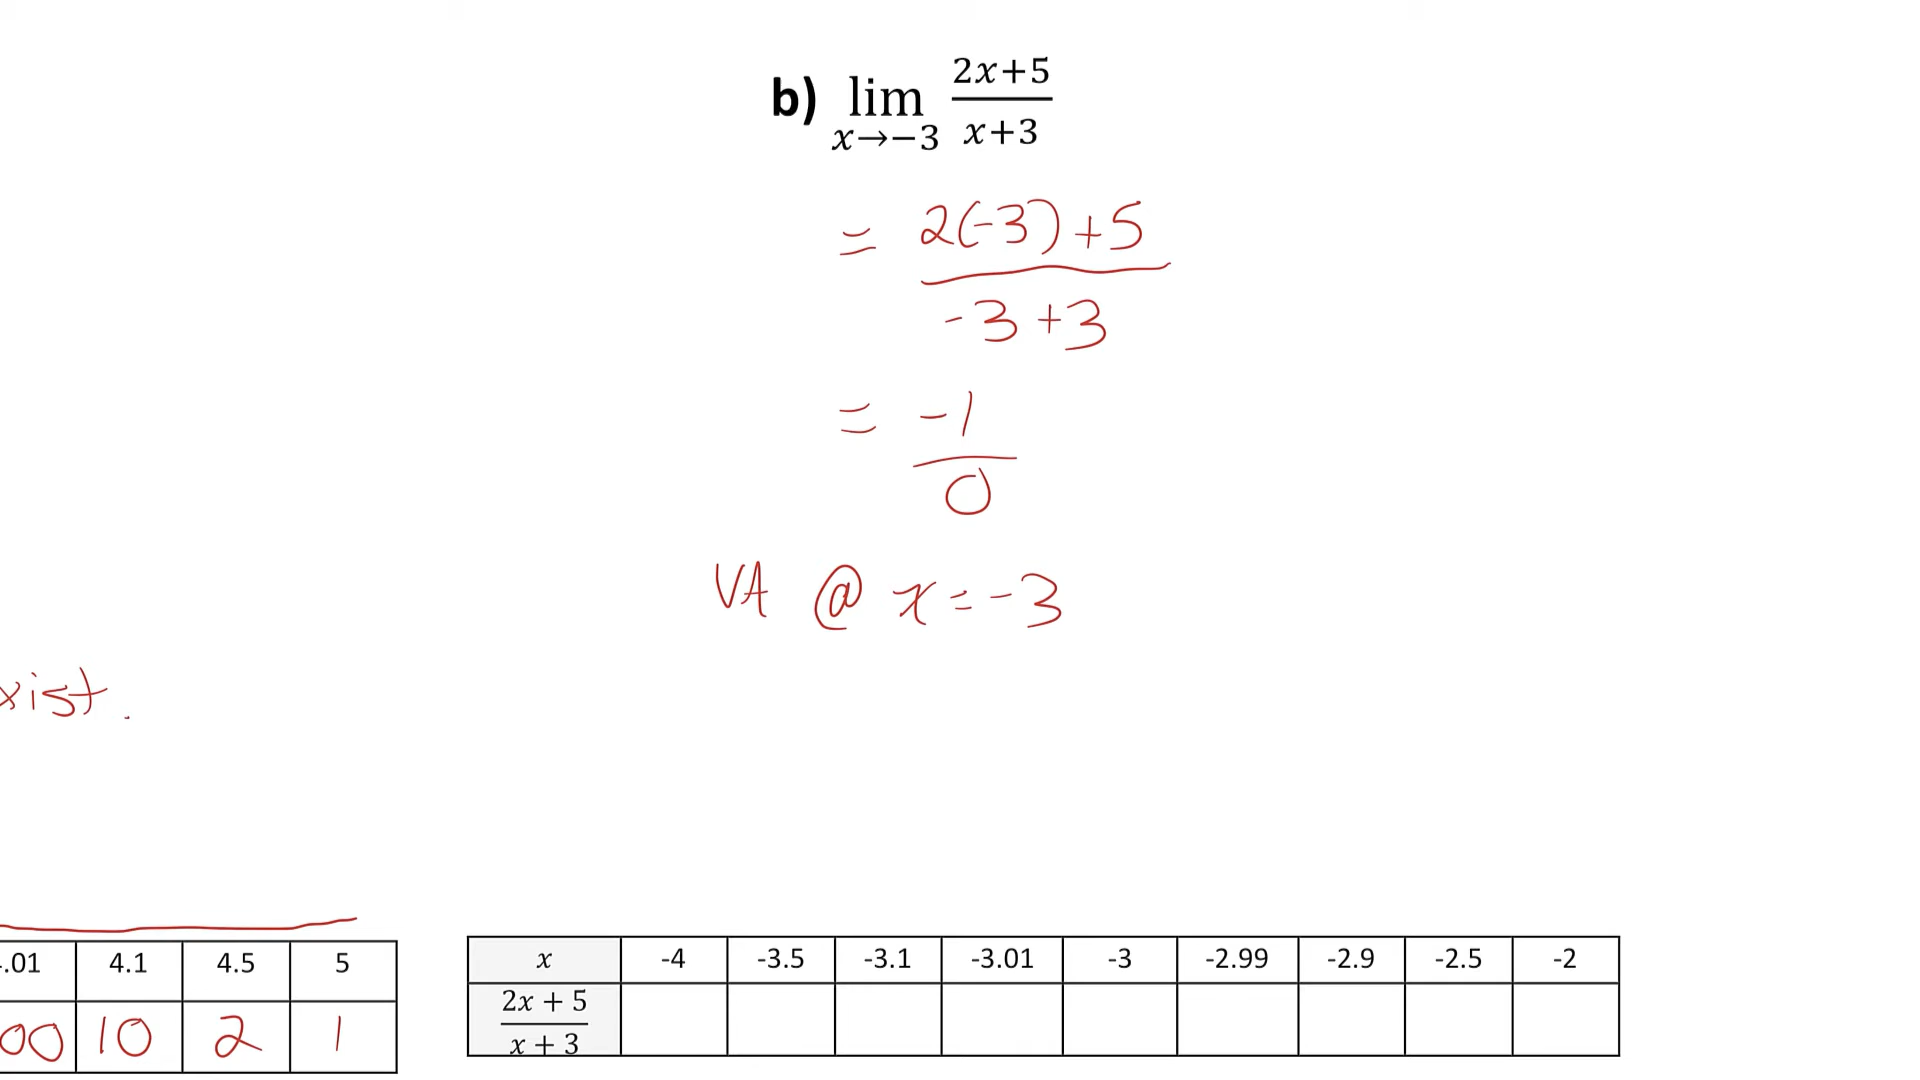 b) lim x→−3 2x+5 / x+3
= 2(-3)+5 / -3+3
= -1 / 0
VA @ x=-3
xist.
.01 4.1 4.5 5
00 10 2 1
x -4 -3.5 -3.1 -3.01 -3 -2.99 -2.9 -2.5 -2
2x + 5 / x + 3